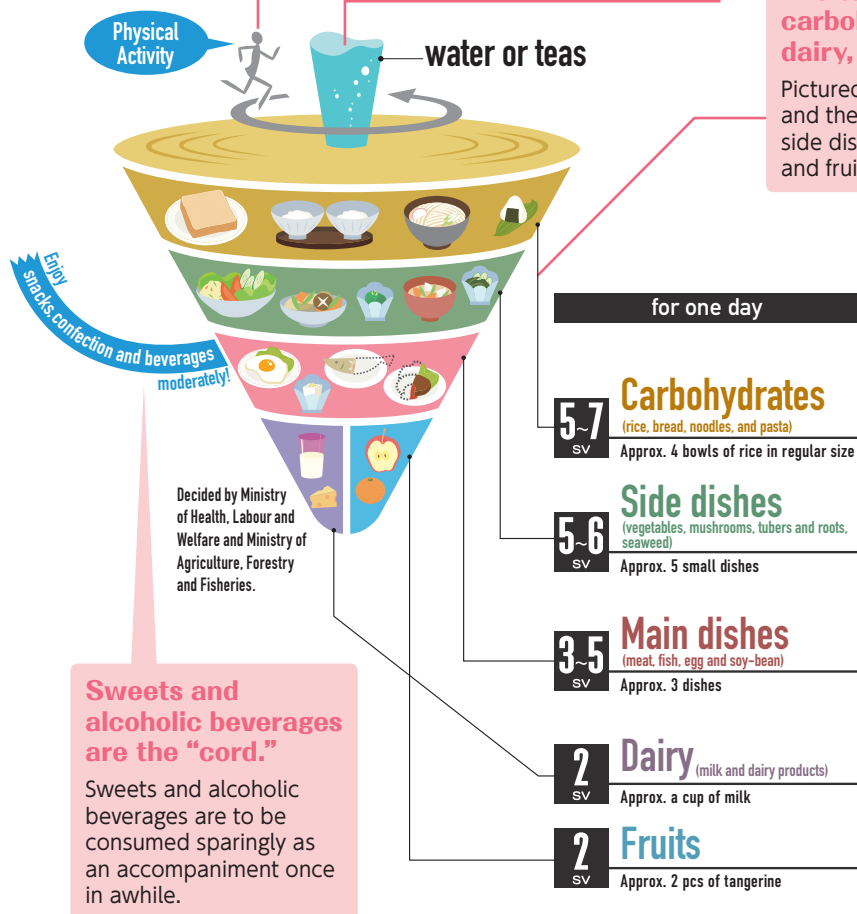 Physical
Activity
water or teas
carbo
dairy,
Pictured
and the
side dis
and frui
Enjoy
snacks.confection and beverages
moderately!
Decided by Ministry
of Health, Labour and
Welfare and Ministry of
Agriculture, Forestry
and Fisheries.
for one day
5~7
SV
Carbohydrates
(rice, bread, noodles, and pasta)
Approx. 4 bowls of rice in regular size
5~6
SV
Side dishes
(vegetables, mushrooms, tubers and roots,
seaweed)
Approx. 5 small dishes
3~5
SV
Main dishes
(meat, fish, egg and soy-bean)
Approx. 3 dishes
2
SV
Dairy (milk and dairy products)
Approx. a cup of milk
2
SV
Fruits
Approx. 2 pcs of tangerine
Sweets and
alcoholic beverages
are the “cord.”
Sweets and alcoholic
beverages are to be
consumed sparingly as
an accompaniment once
in awhile.